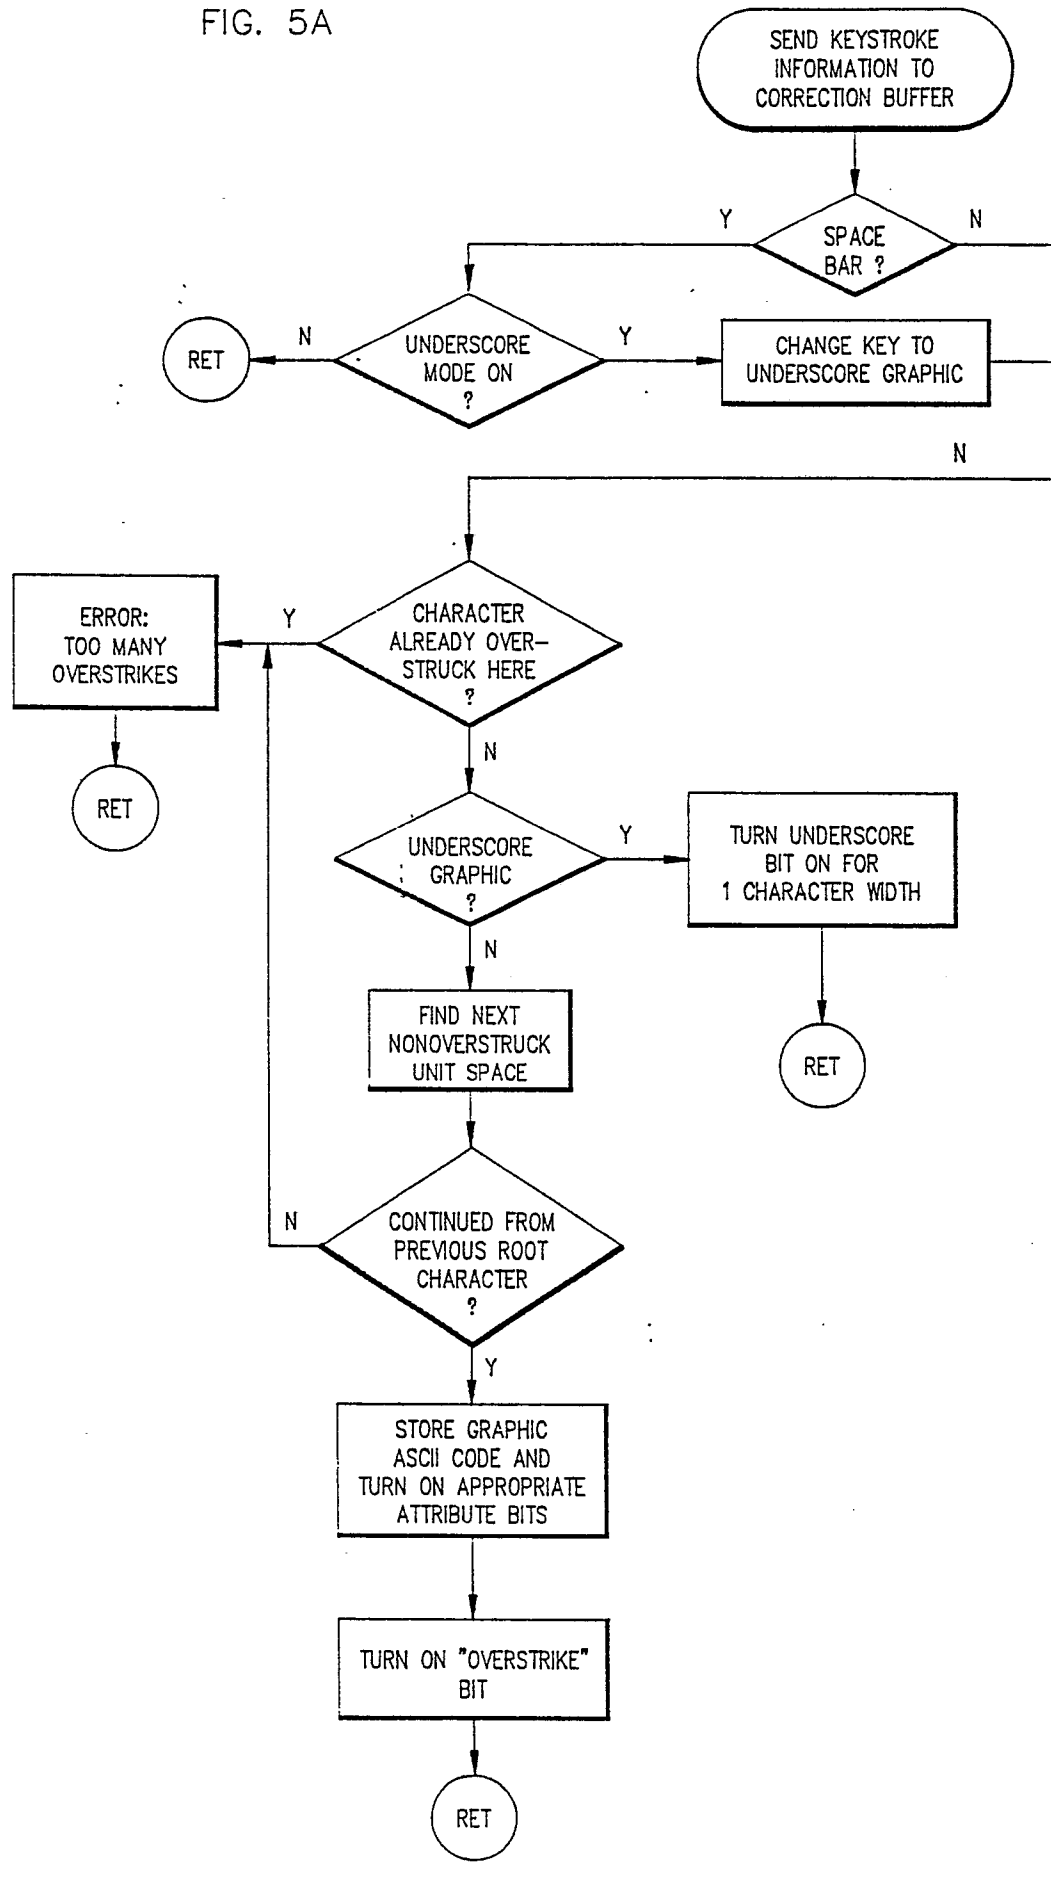 FIG. 5A
SEND KEYSTROKE
INFORMATION TO
CORRECTION BUFFER
Y
N
SPACE
BAR ?
N
UNDERSCORE
MODE ON
?
Y
RET
CHANGE KEY TO
UNDERSCORE GRAPHIC
N
ERROR:
TOO MANY
OVERSTRIKES
Y
CHARACTER
ALREADY OVER-
STRUCK HERE
?
N
RET
UNDERSCORE
GRAPHIC
?
Y
TURN UNDERSCORE
BIT ON FOR
1 CHARACTER WIDTH
N
FIND NEXT
NONOVERSTRUCK
UNIT SPACE
RET
N
CONTINUED FROM
PREVIOUS ROOT
CHARACTER
?
Y
STORE GRAPHIC
ASCII CODE AND
TURN ON APPROPRIATE
ATTRIBUTE BITS
TURN ON "OVERSTRIKE"
BIT
RET